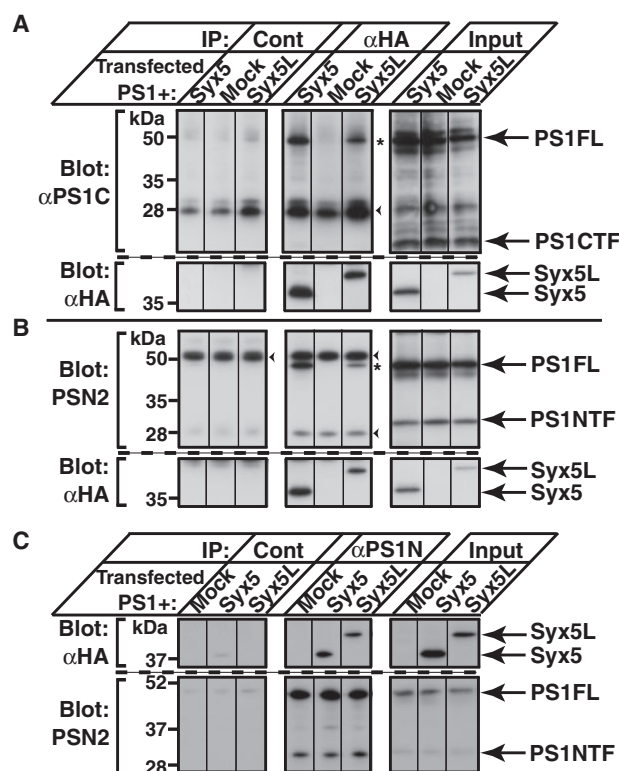 A
IP: Cont αHA Input
Transfected
PS1+: Syx5 Mock Syx5L Syx5 Mock Syx5L Syx5 Mock Syx5L
kDa
Blot:
αPS1C
50
35
28
*
PS1FL
PS1CTF
Blot:
αHA
35
Syx5L
Syx5
B
kDa
Blot:
PSN2
50
35
28
*
PS1FL
PS1NTF
Blot:
αHA
35
Syx5L
Syx5
C
IP: Cont αPS1N Input
Transfected
PS1+: Mock Syx5 Syx5L Mock Syx5 Syx5L Mock Syx5 Syx5L
Blot:
αHA
kDa
37
Syx5L
Syx5
Blot:
PSN2
52
37
28
PS1FL
PS1NTF